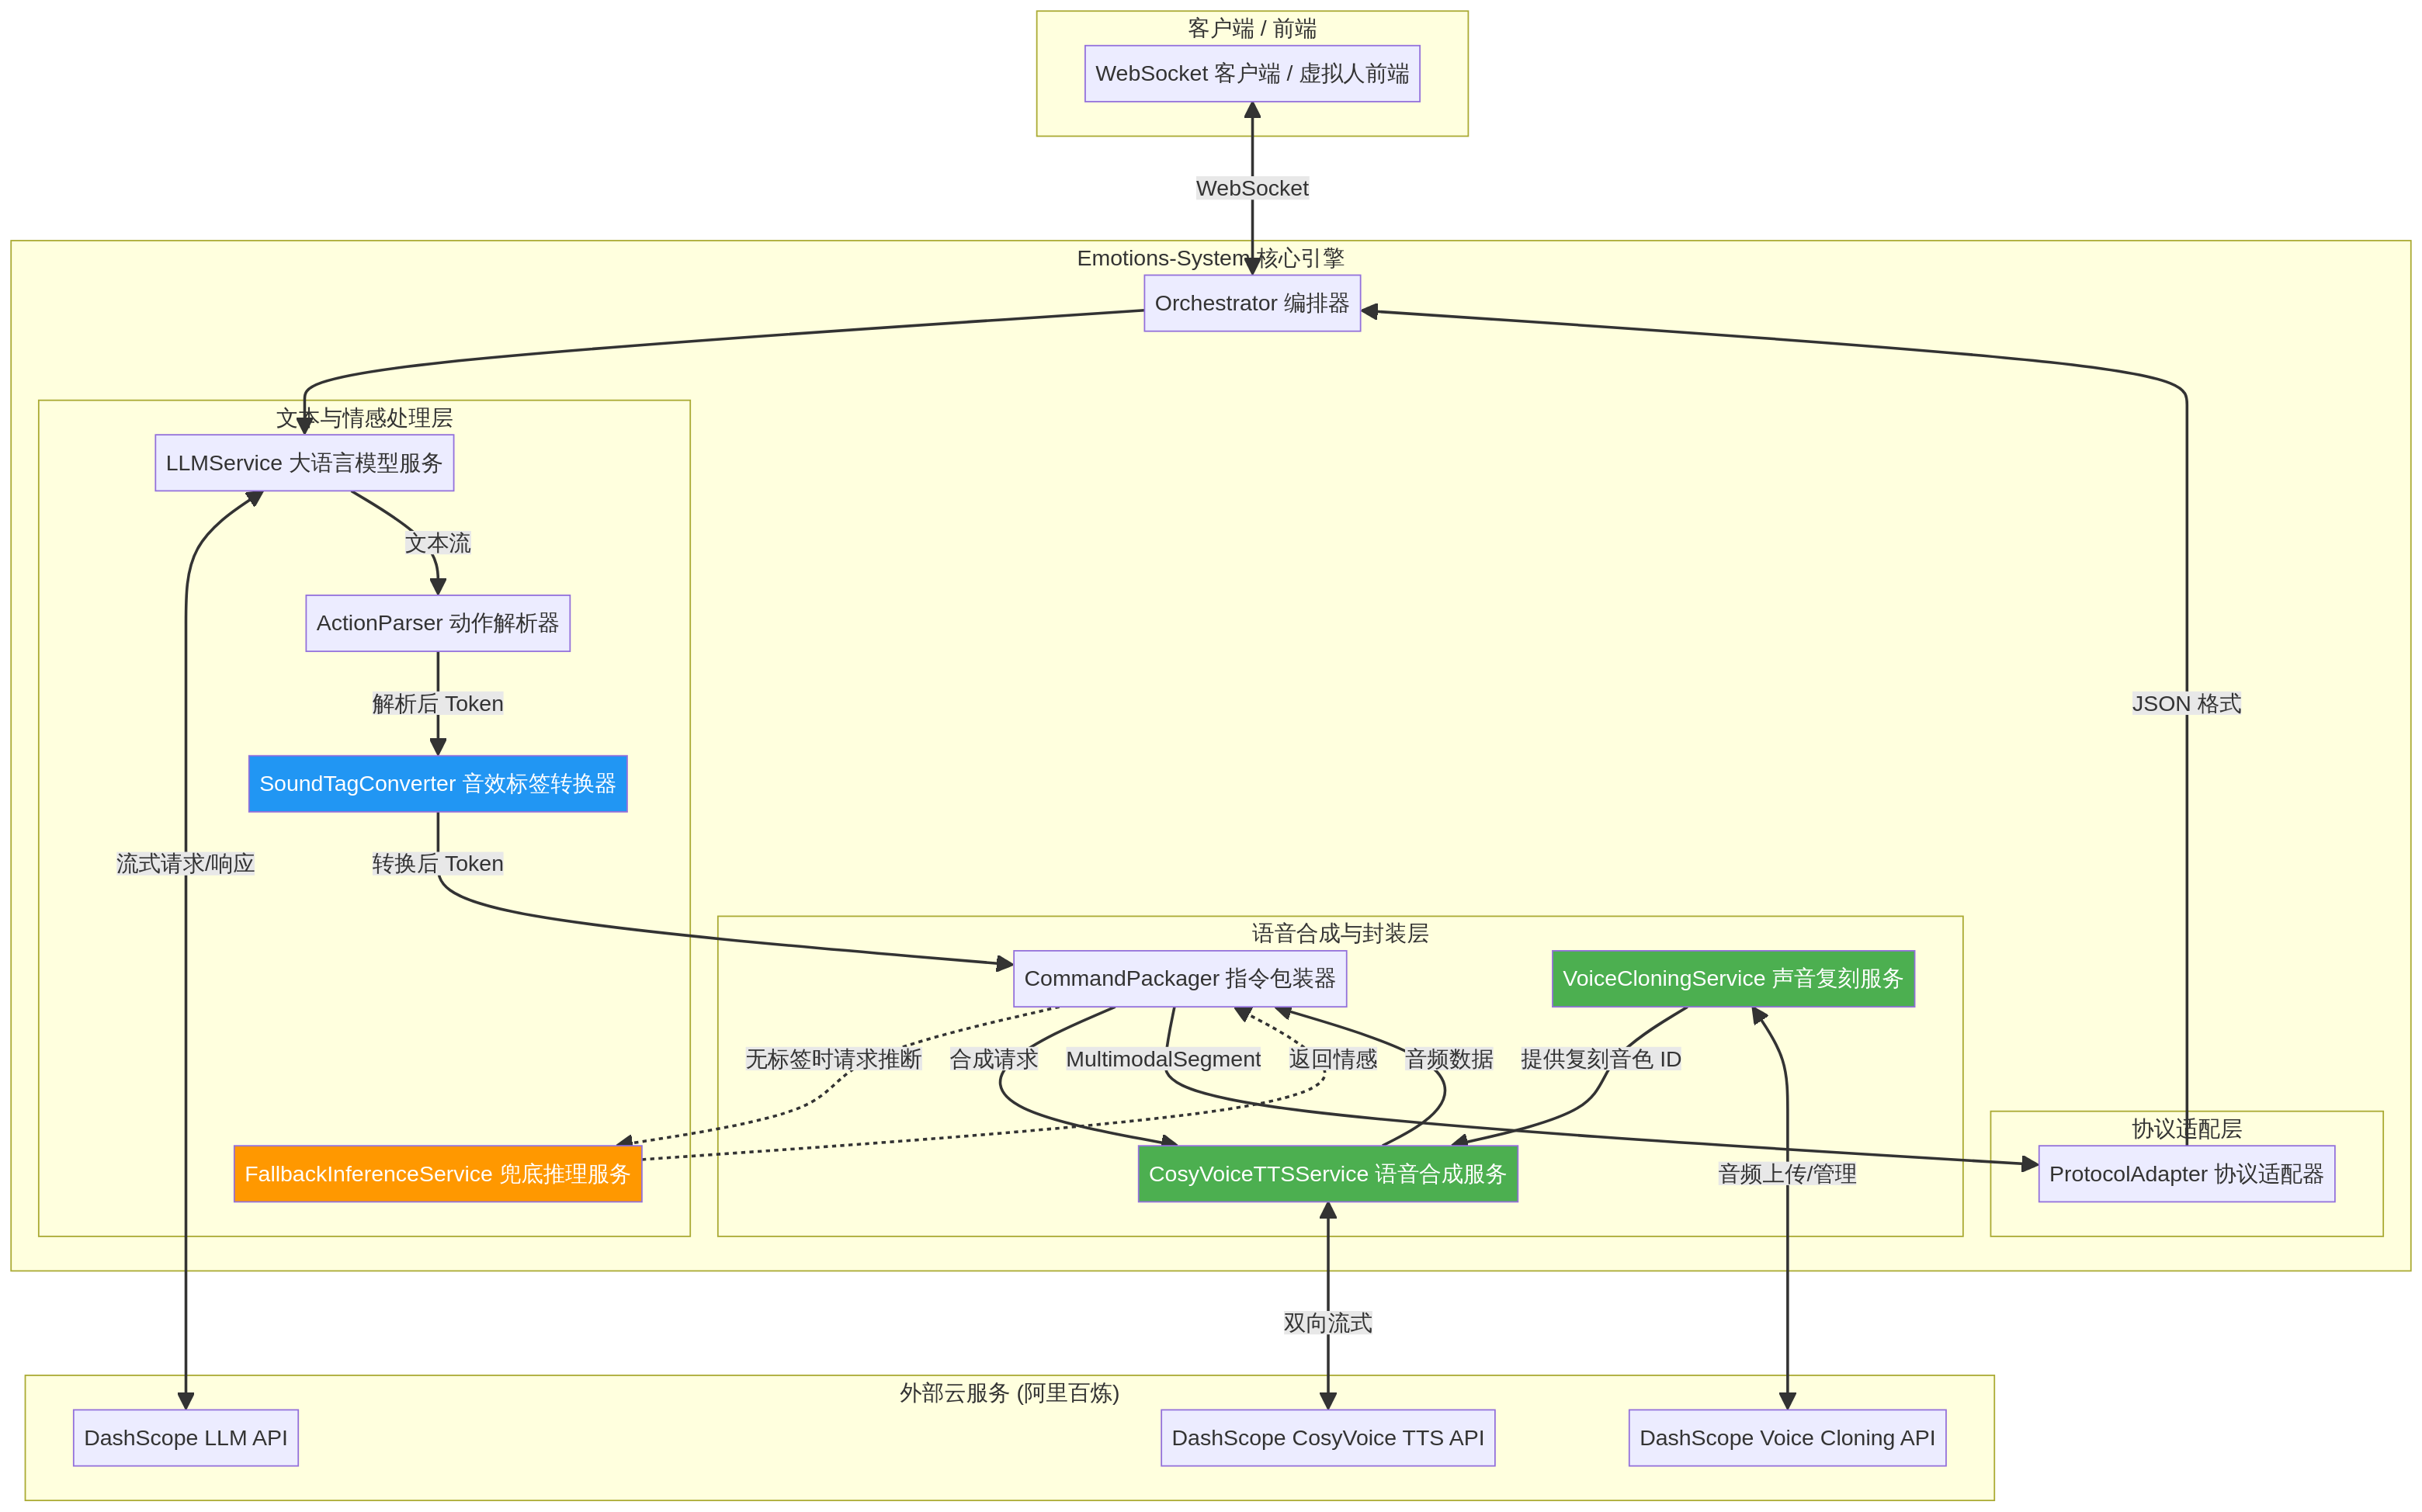 客户端 / 前端
WebSocket 客户端 / 虚拟人前端
WebSocket
Emotions-System 核心引擎
Orchestrator 编排器
文本与情感处理层
LLMService 大语言模型服务
文本流
ActionParser 动作解析器
解析后 Token
JSON 格式
SoundTagConverter 音效标签转换器
流式请求/响应
转换后 Token
语音合成与封装层
CommandPackager 指令包装器
VoiceCloningService 声音复刻服务
无标签时请求推断
合成请求
MultimodalSegment
返回情感
音频数据
提供复刻音色 ID
协议适配层
FallbackInferenceService 兜底推理服务
CosyVoiceTTSService 语音合成服务
音频上传/管理
ProtocolAdapter 协议适配器
双向流式
外部云服务 (阿里百炼)
DashScope LLM API
DashScope CosyVoice TTS API
DashScope Voice Cloning API